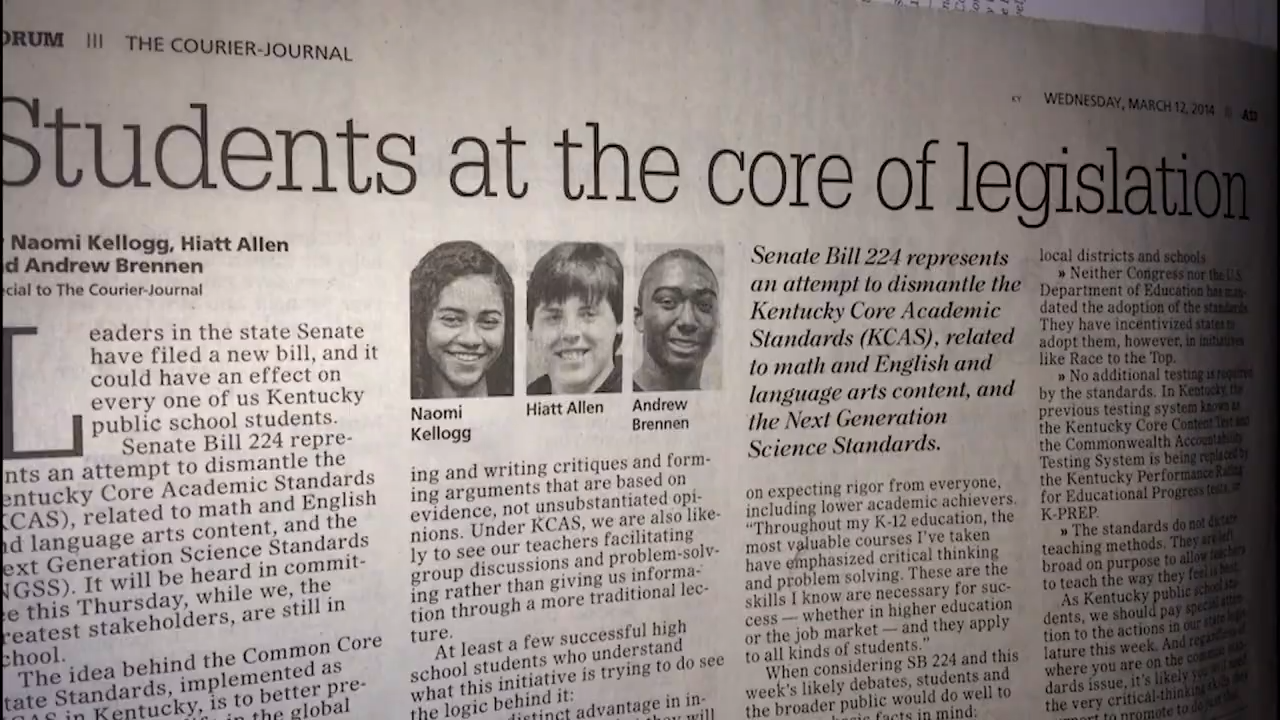 ORUM III THE COURIER-JOURNAL
KY WEDNESDAY, MARCH 12, 2014 A11
Students at the core of legislation
Naomi Kellogg, Hiatt Allen
d Andrew Brennen
cial to The Courier-Journal
Leaders in the state Senate
have filed a new bill, and it
could have an effect on
every one of us Kentucky
public school students.
Senate Bill 224 repre-
nts an attempt to dismantle the
entucky Core Academic Standards
KCAS), related to math and English
d language arts content, and the
ext Generation Science Standards
NGSS). It will be heard in commit-
e this Thursday, while we, the
reatest stakeholders, are still in
chool.
The idea behind the Common Core
tate Standards, implemented as
CAS in Kentucky, is to better pre-
in the global
Naomi
Kellogg
Hiatt Allen
Andrew
Brennen
ing and writing critiques and form-
ing arguments that are based on
evidence, not unsubstantiated opi-
nions. Under KCAS, we are also like-
ly to see our teachers facilitating
group discussions and problem-solv-
ing rather than giving us informa-
tion through a more traditional lec-
ture.
At least a few successful high
school students who understand
what this initiative is trying to do see
the logic behind it:
distinct advantage in in-
they will
Senate Bill 224 represents
an attempt to dismantle the
Kentucky Core Academic
Standards (KCAS), related
to math and English and
language arts content, and
the Next Generation
Science Standards.
on expecting rigor from everyone,
including lower academic achievers.
“Throughout my K-12 education, the
most valuable courses I’ve taken
have emphasized critical thinking
and problem solving. These are the
skills I know are necessary for suc-
cess — whether in higher education
or the job market — and they apply
to all kinds of students.”
When considering SB 224 and this
week’s likely debates, students and
the broader public would do well to
facts in mind:
local districts and schools
» Neither Congress nor the U.S.
Department of Education has man-
dated the adoption of the standards.
They have incentivized states to
adopt them, however, in initiatives
like Race to the Top.
» No additional testing is required
by the standards. In Kentucky, the
previous testing system known as
the Kentucky Core Content Test and
the Commonwealth Accountability
Testing System is being replaced by
the Kentucky Performance Rating
for Educational Progress tests, or
K-PREP.
» The standards do not dictate
teaching methods. They are left
broad on purpose to allow teachers
to teach the way they feel is best.
As Kentucky public school stu-
dents, we should pay special atten-
tion to the actions in our state legis-
lature this week. And regardless of
where you are on the common stan-
dards issue, it’s likely you will need
the very critical-thinking skills they
to promote to